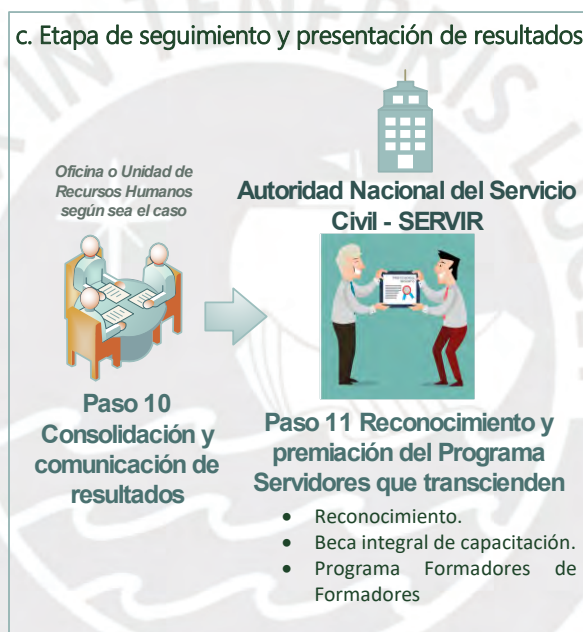 c. Etapa de seguimiento y presentación de resultados
Oficina o Unidad de
Recursos Humanos
según sea el caso
Autoridad Nacional del Servicio
Civil - SERVIR
Paso 10
Consolidación y
comunicación de
resultados
Paso 11 Reconocimiento y
premiación del Programa
Servidores que transcienden
• Reconocimiento.
• Beca integral de capacitación.
• Programa Formadores de
Formadores